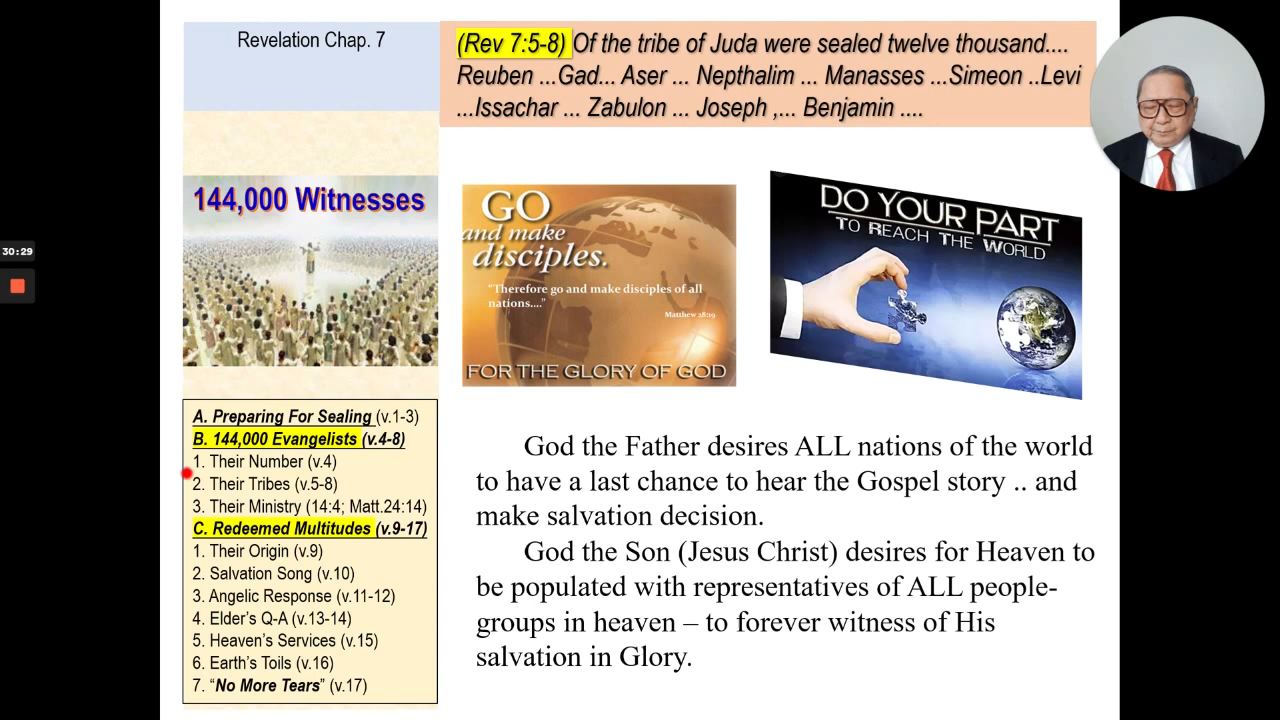 Revelation Chap. 7
(Rev 7:5-8) Of the tribe of Juda were sealed twelve thousand....
Reuben ...Gad... Aser ... Nepthalim ... Manasses ...Simeon ..Levi
...Issachar ... Zabulon ... Joseph ,... Benjamin ....
30:29
144,000 Witnesses
GO
and make
disciples.
"Therefore go and make disciples of all
nations...."
Matthew 28:19
FOR THE GLORY OF GOD
DO YOUR PART
TO REACH THE WORLD
A. Preparing For Sealing (v.1-3)
B. 144,000 Evangelists (v.4-8)
1. Their Number (v.4)
2. Their Tribes (v.5-8)
3. Their Ministry (14:4; Matt.24:14)
C. Redeemed Multitudes (v.9-17)
1. Their Origin (v.9)
2. Salvation Song (v.10)
3. Angelic Response (v.11-12)
4. Elder's Q-A (v.13-14)
5. Heaven's Services (v.15)
6. Earth's Toils (v.16)
7. "No More Tears" (v.17)
God the Father desires ALL nations of the world
to have a last chance to hear the Gospel story .. and
make salvation decision.
God the Son (Jesus Christ) desires for Heaven to
be populated with representatives of ALL people-
groups in heaven – to forever witness of His
salvation in Glory.